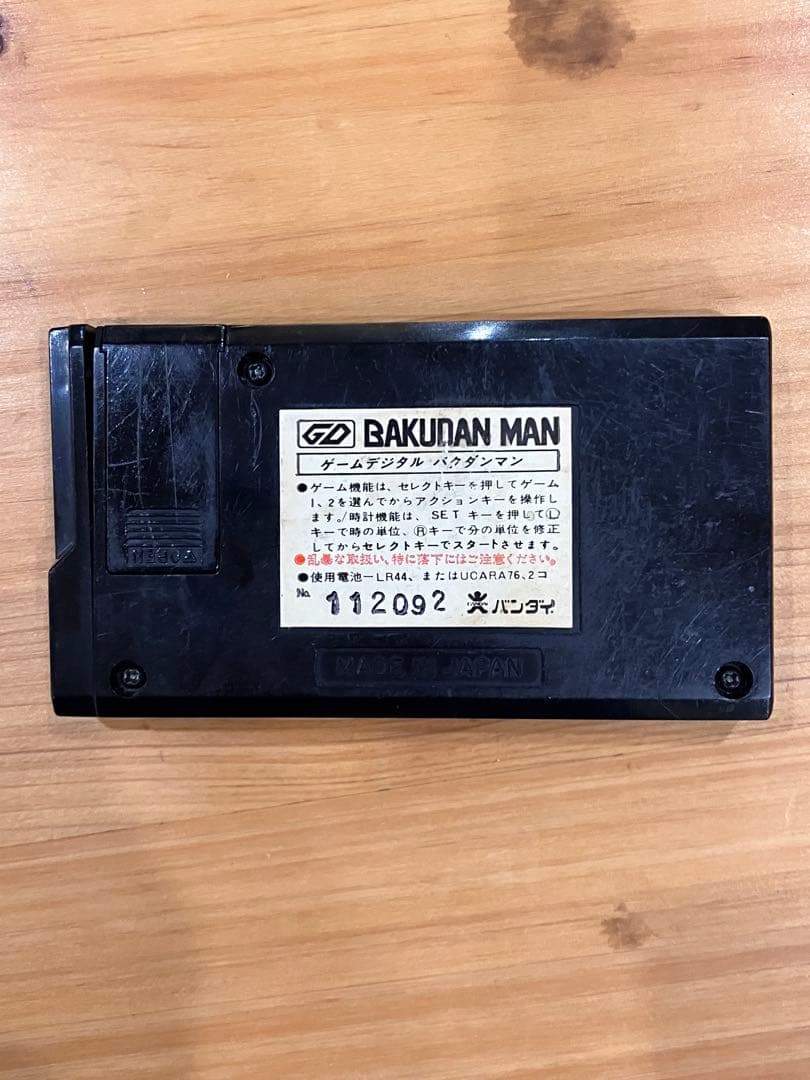 GD BAKUDAN MAN
ゲームデジタル バクダンマン
●ゲーム機能は、セレクトキーを押してゲーム
1、2を選んでからアクションキーを操作し
ます。/時計機能は、SET キーを押してⓁ
キーで時の単位、Ⓡキーで分の単位を修正
してからセレクトキーでスタートさせます。
●乱暴な取扱い、特に落下にはご注意ください。
●使用電池ーLR44、またはUCARA76、2コ
No. 112092 バンダイ
MADE IN JAPAN
OPEN